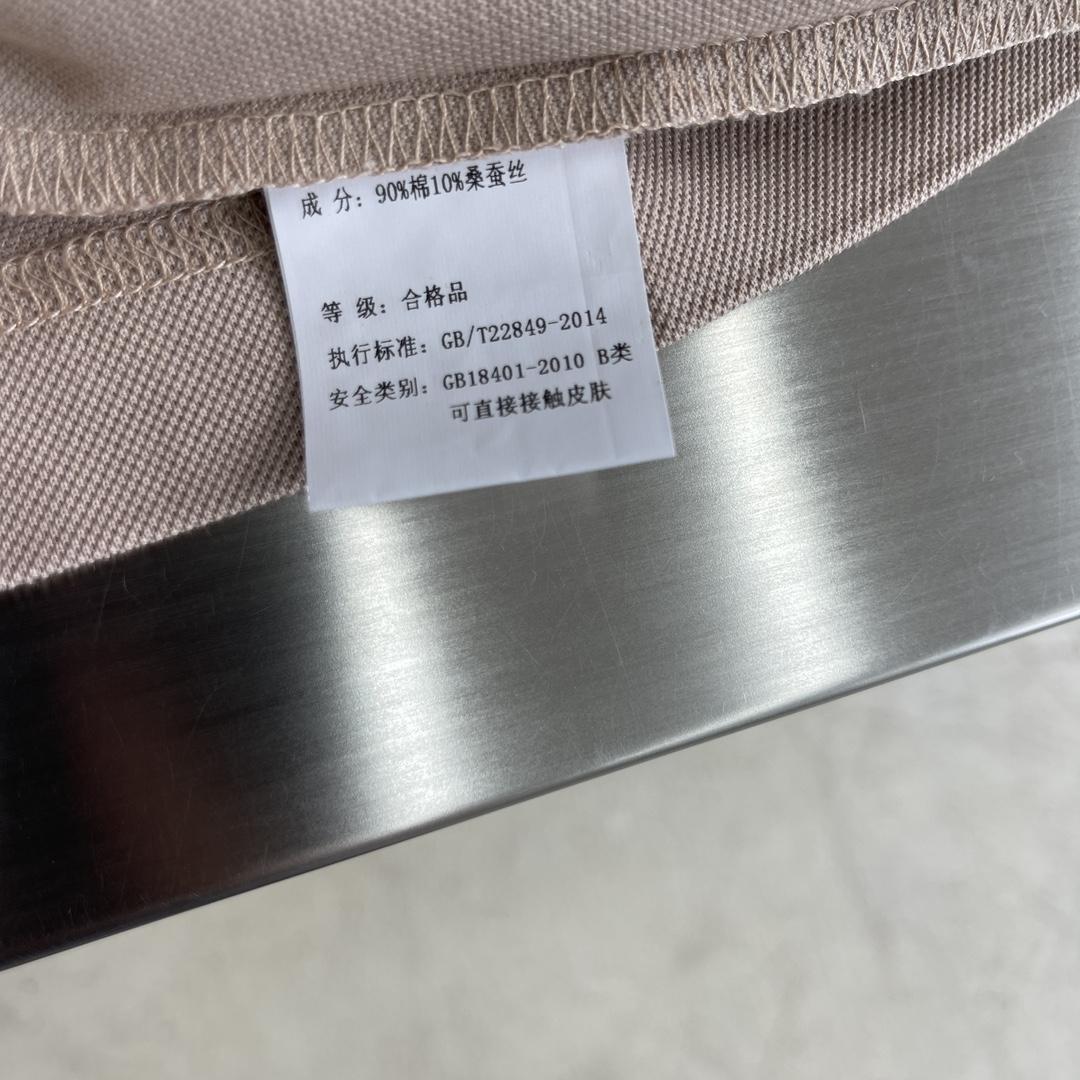 成 分：90%棉10%桑蚕丝
等 级：合格品
执行标准：GB/T22849-2014
安全类别：GB18401-2010 B类
可直接接触皮肤